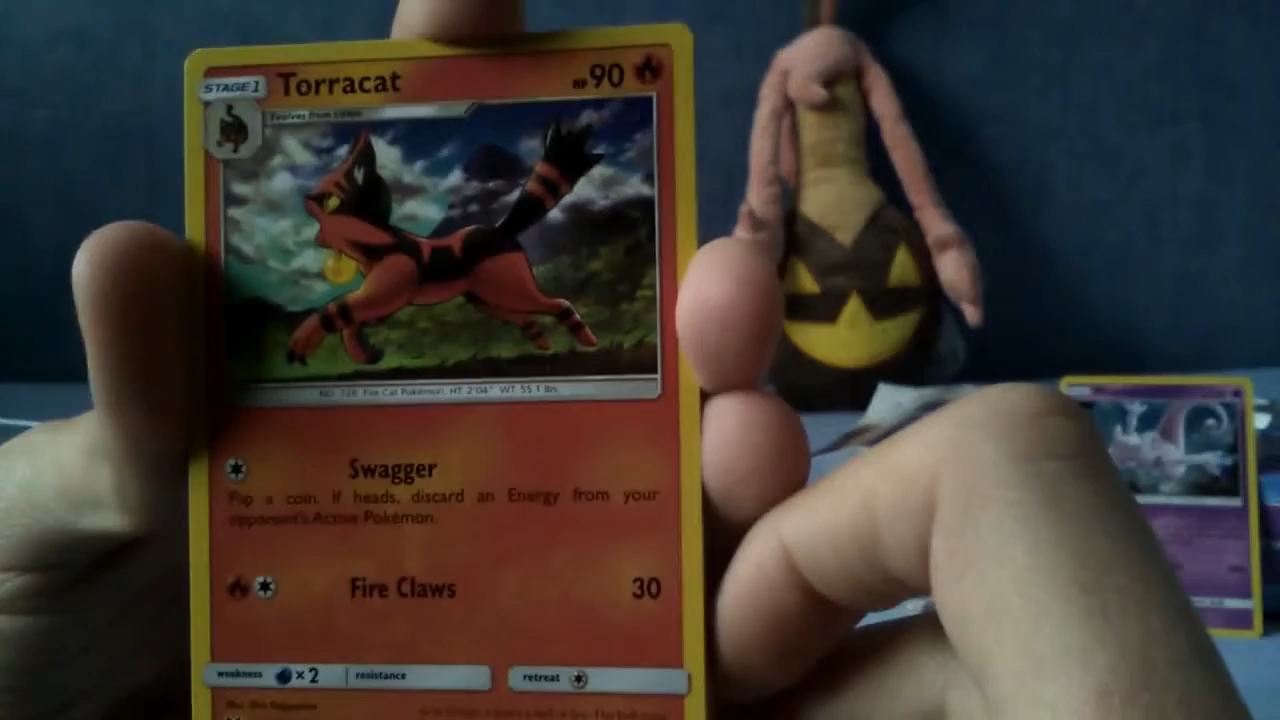 STAGE 1 Torracat HP 90
Evolves from Litten
NO. 726 Fire Cat Pokémon HT: 2'04" WT: 55.1 lbs.
Swagger
Flip a coin. If heads, discard an Energy from your
opponent's Active Pokémon.
Fire Claws 30
weakness ×2 resistance retreat